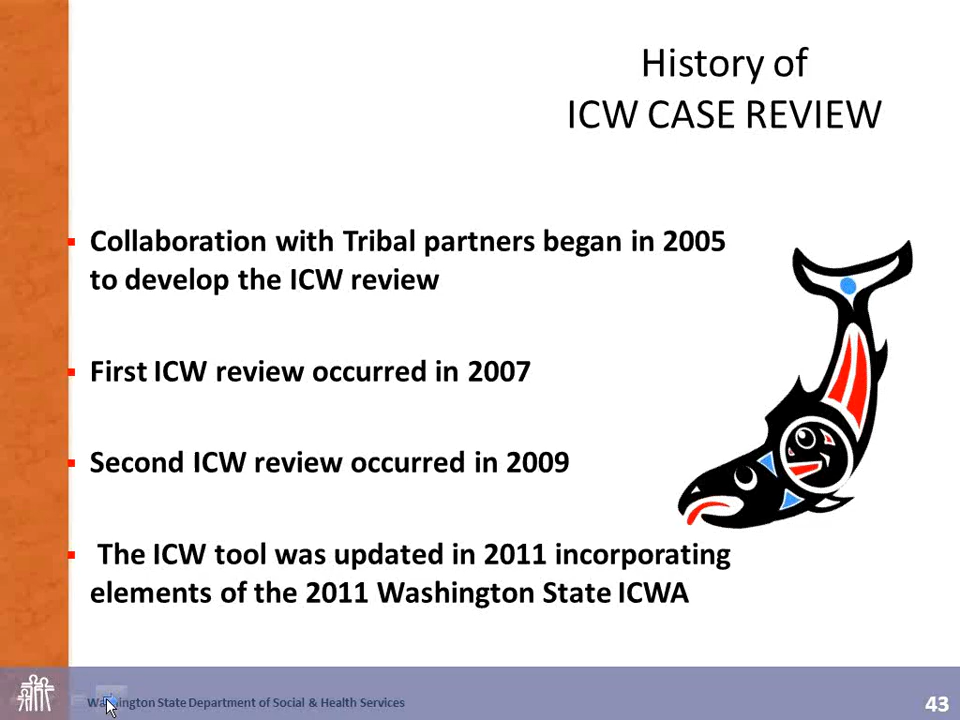 History of
ICW CASE REVIEW
Collaboration with Tribal partners began in 2005
to develop the ICW review
First ICW review occurred in 2007
Second ICW review occurred in 2009
The ICW tool was updated in 2011 incorporating
elements of the 2011 Washington State ICWA
Washington State Department of Social & Health Services
43